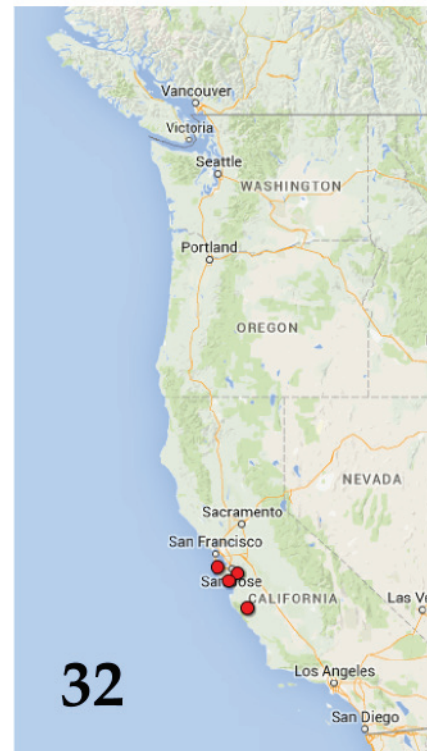 Vancouver
Victoria
Seattle
WASHINGTON
Portland
OREGON
NEVADA
Sacramento
San Francisco
San Jose
CALIFORNIA
Las Ve
Los Angeles
San Diego
32